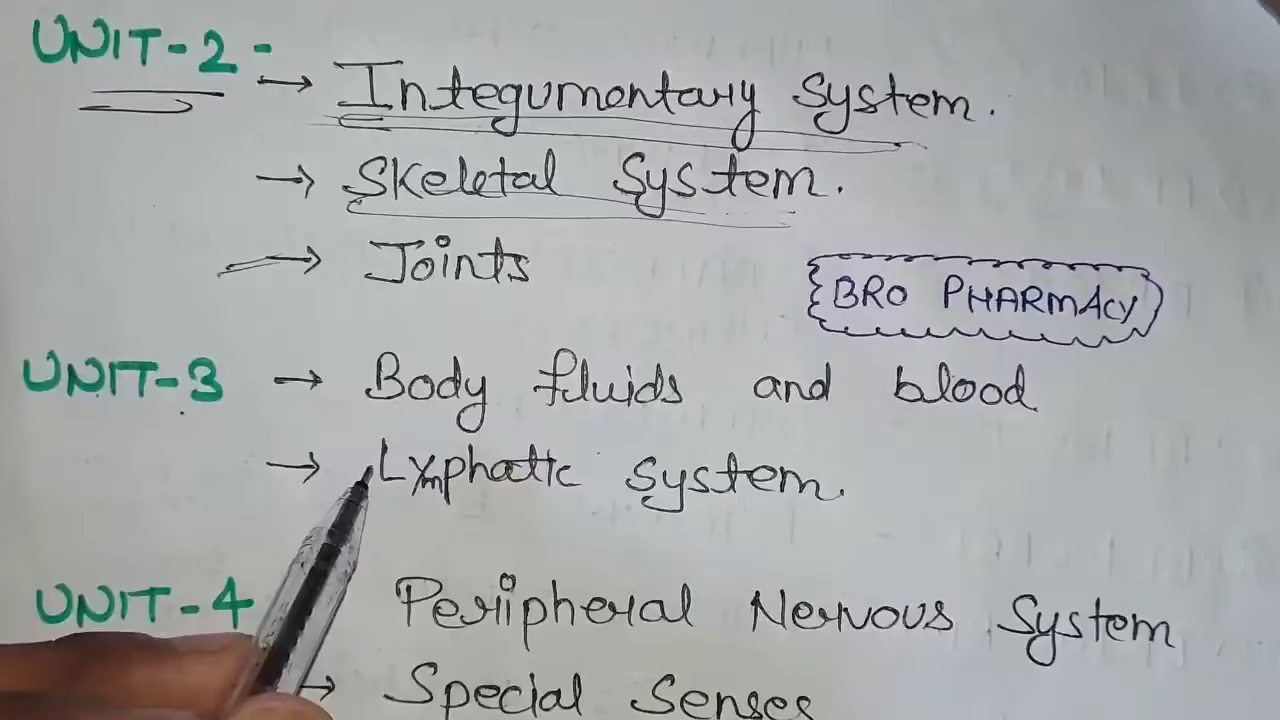 UNIT-2 - → Integumentary System.
→ Skeletal System.
→ Joints
BRO PHARMACY
UNIT-3 → Body fluids and blood
→ Lymphatic System.
UNIT-4 Peripheral Nervous System
→ Special Senses